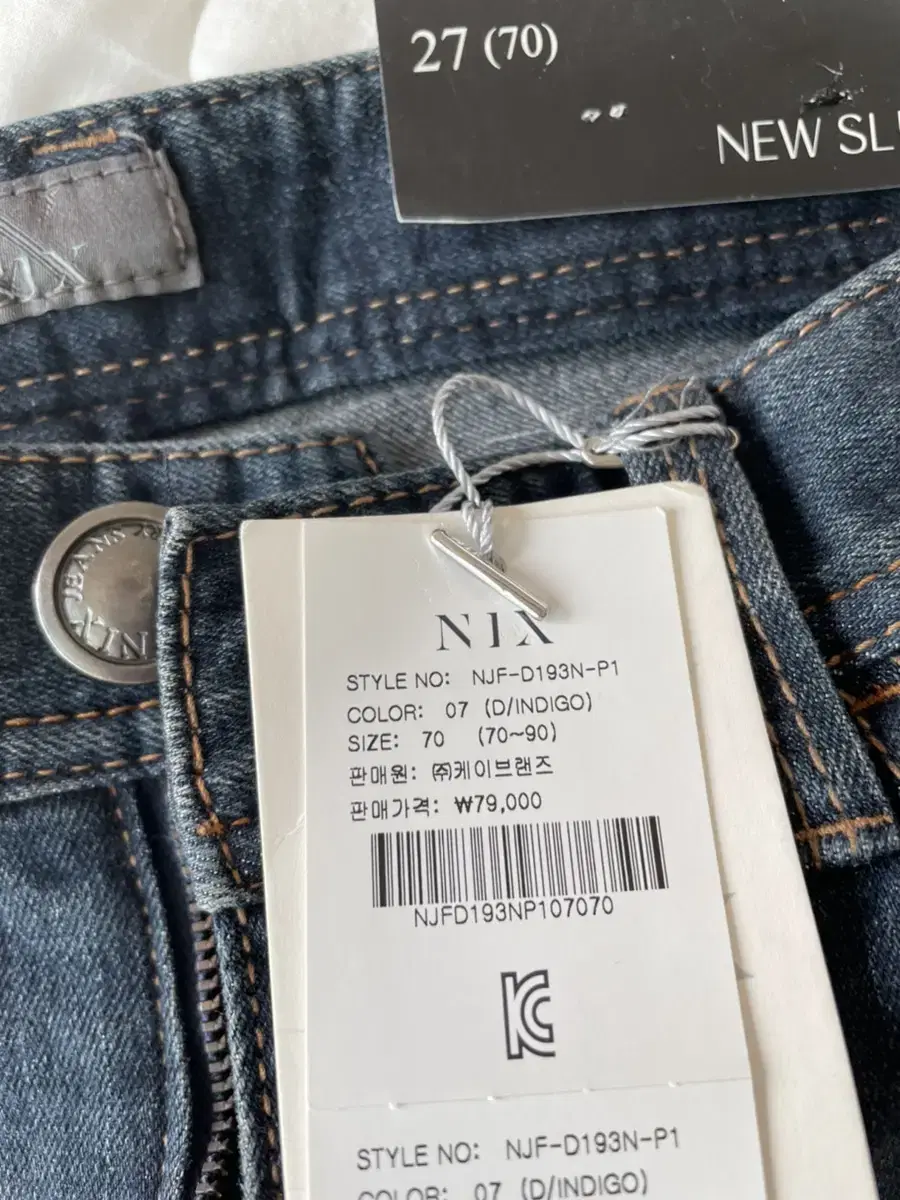 27 (70)
NEW SL
NIX JEANS
NIX
STYLE NO: NJF-D193N-P1
COLOR: 07 (D/INDIGO)
SIZE: 70 (70~90)
판매원: ㈜케이브랜즈
판매가격: ₩79,000
NJFD193NP107070
KC
STYLE NO: NJF-D193N-P1
COLOR: 07 (D/INDIGO)